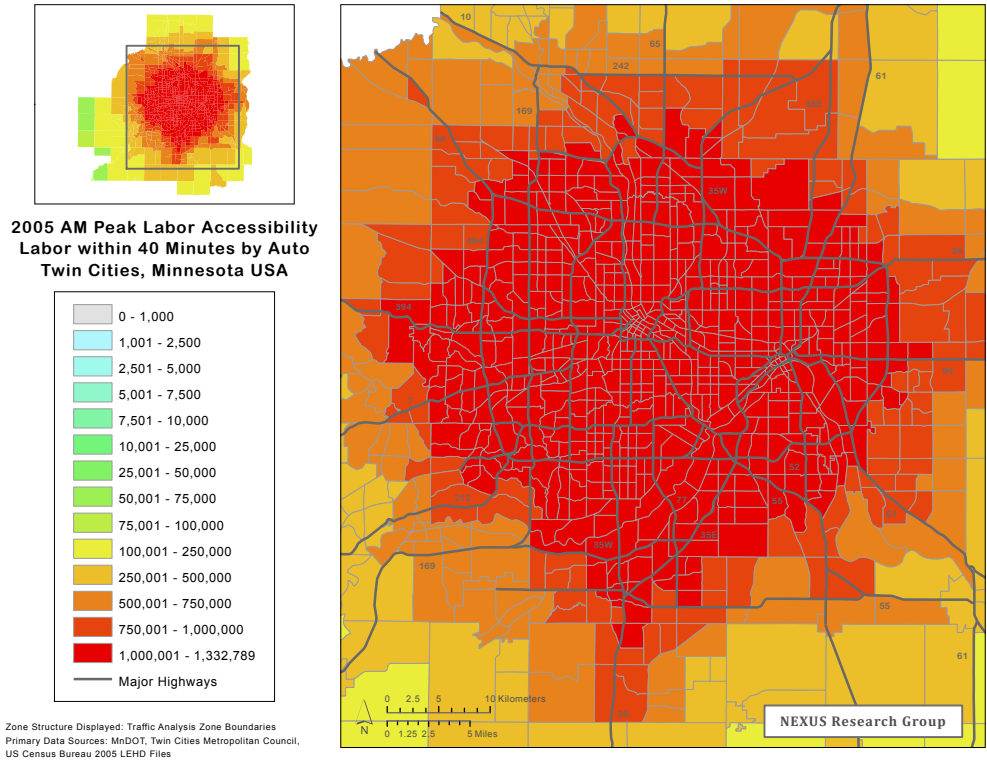 2005 AM Peak Labor Accessibility
Labor within 40 Minutes by Auto
Twin Cities, Minnesota USA
0 - 1,000
1,001 - 2,500
2,501 - 5,000
5,001 - 7,500
7,501 - 10,000
10,001 - 25,000
25,001 - 50,000
50,001 - 75,000
75,001 - 100,000
100,001 - 250,000
250,001 - 500,000
500,001 - 750,000
750,001 - 1,000,000
1,000,001 - 1,332,789
Major Highways
Zone Structure Displayed: Traffic Analysis Zone Boundaries
Primary Data Sources: MnDOT, Twin Cities Metropolitan Council,
US Census Bureau 2005 LEHD Files
10
65
242
61
169
35W
394
52
77
55
35W
35E
169
55
61
0 2.5 5 10 Kilometers
0 1.25 2.5 5 Miles
N
NEXUS Research Group